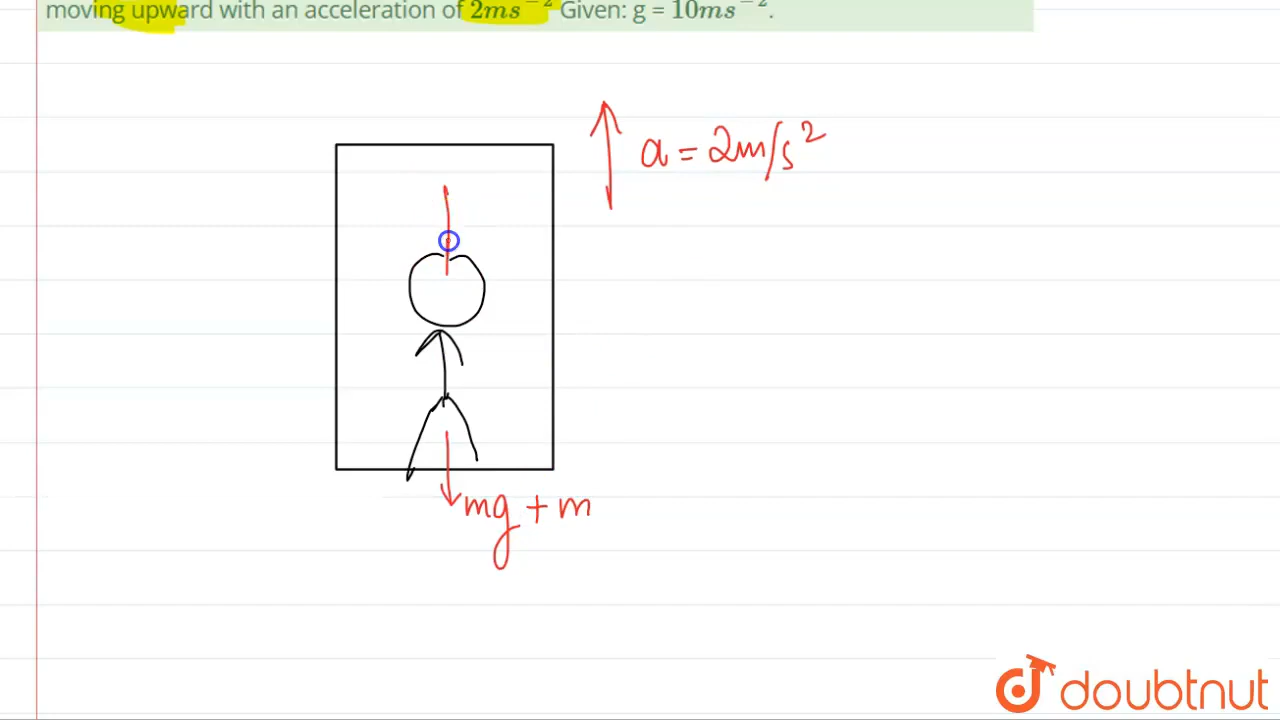 moving upward with an acceleration of 2ms⁻² Given: g = 10ms⁻².
a = 2m/s²
mg + m
doubtnut